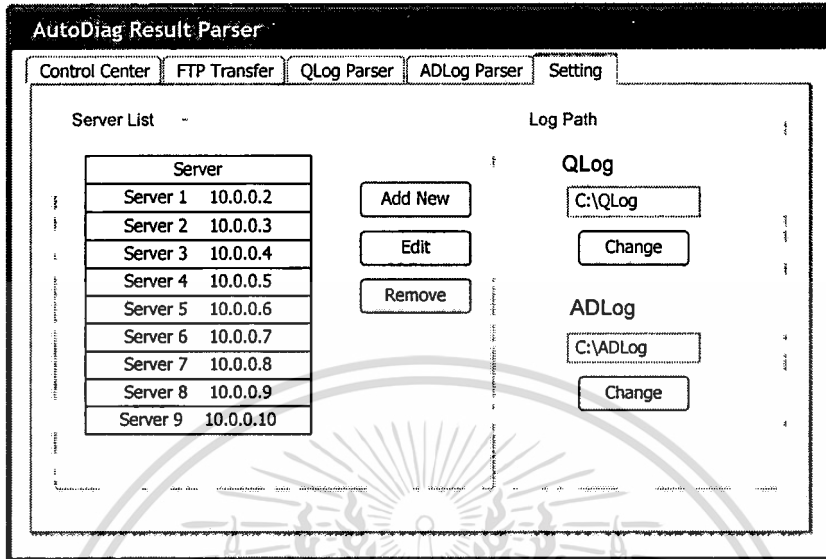 AutoDiag Result Parser
Control Center FTP Transfer QLog Parser ADLog Parser Setting
Server List
Server
Server 1 10.0.0.2
Server 2 10.0.0.3
Server 3 10.0.0.4
Server 4 10.0.0.5
Server 5 10.0.0.6
Server 6 10.0.0.7
Server 7 10.0.0.8
Server 8 10.0.0.9
Server 9 10.0.0.10
Add New
Edit
Remove
Log Path
QLog
C:\QLog
Change
ADLog
C:\ADLog
Change